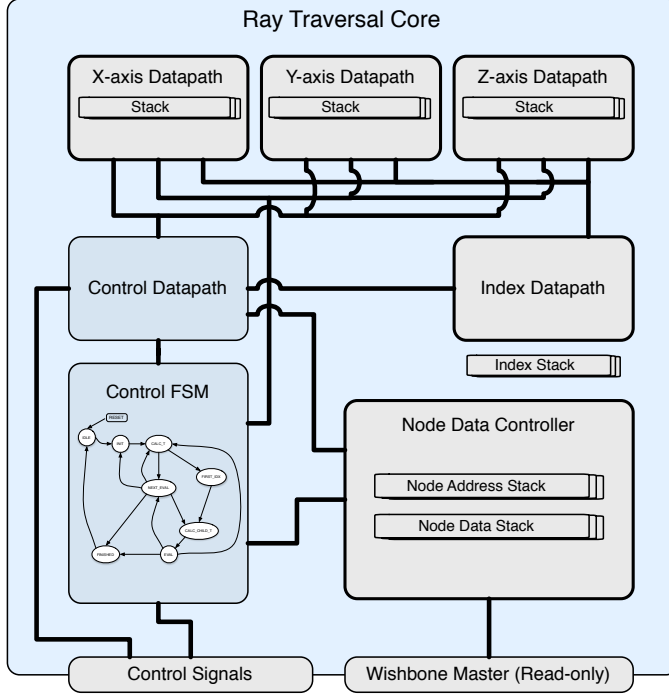 Ray Traversal Core
X-axis Datapath
Stack
Y-axis Datapath
Stack
Z-axis Datapath
Stack
Control Datapath
Index Datapath
Index Stack
Control FSM
RESET
IDLE
INIT
CALC_T
FIRST_IDX
NEXT_EVAL
CALC_CHILD_T
FINISHED
EVAL
Node Data Controller
Node Address Stack
Node Data Stack
Control Signals
Wishbone Master (Read-only)